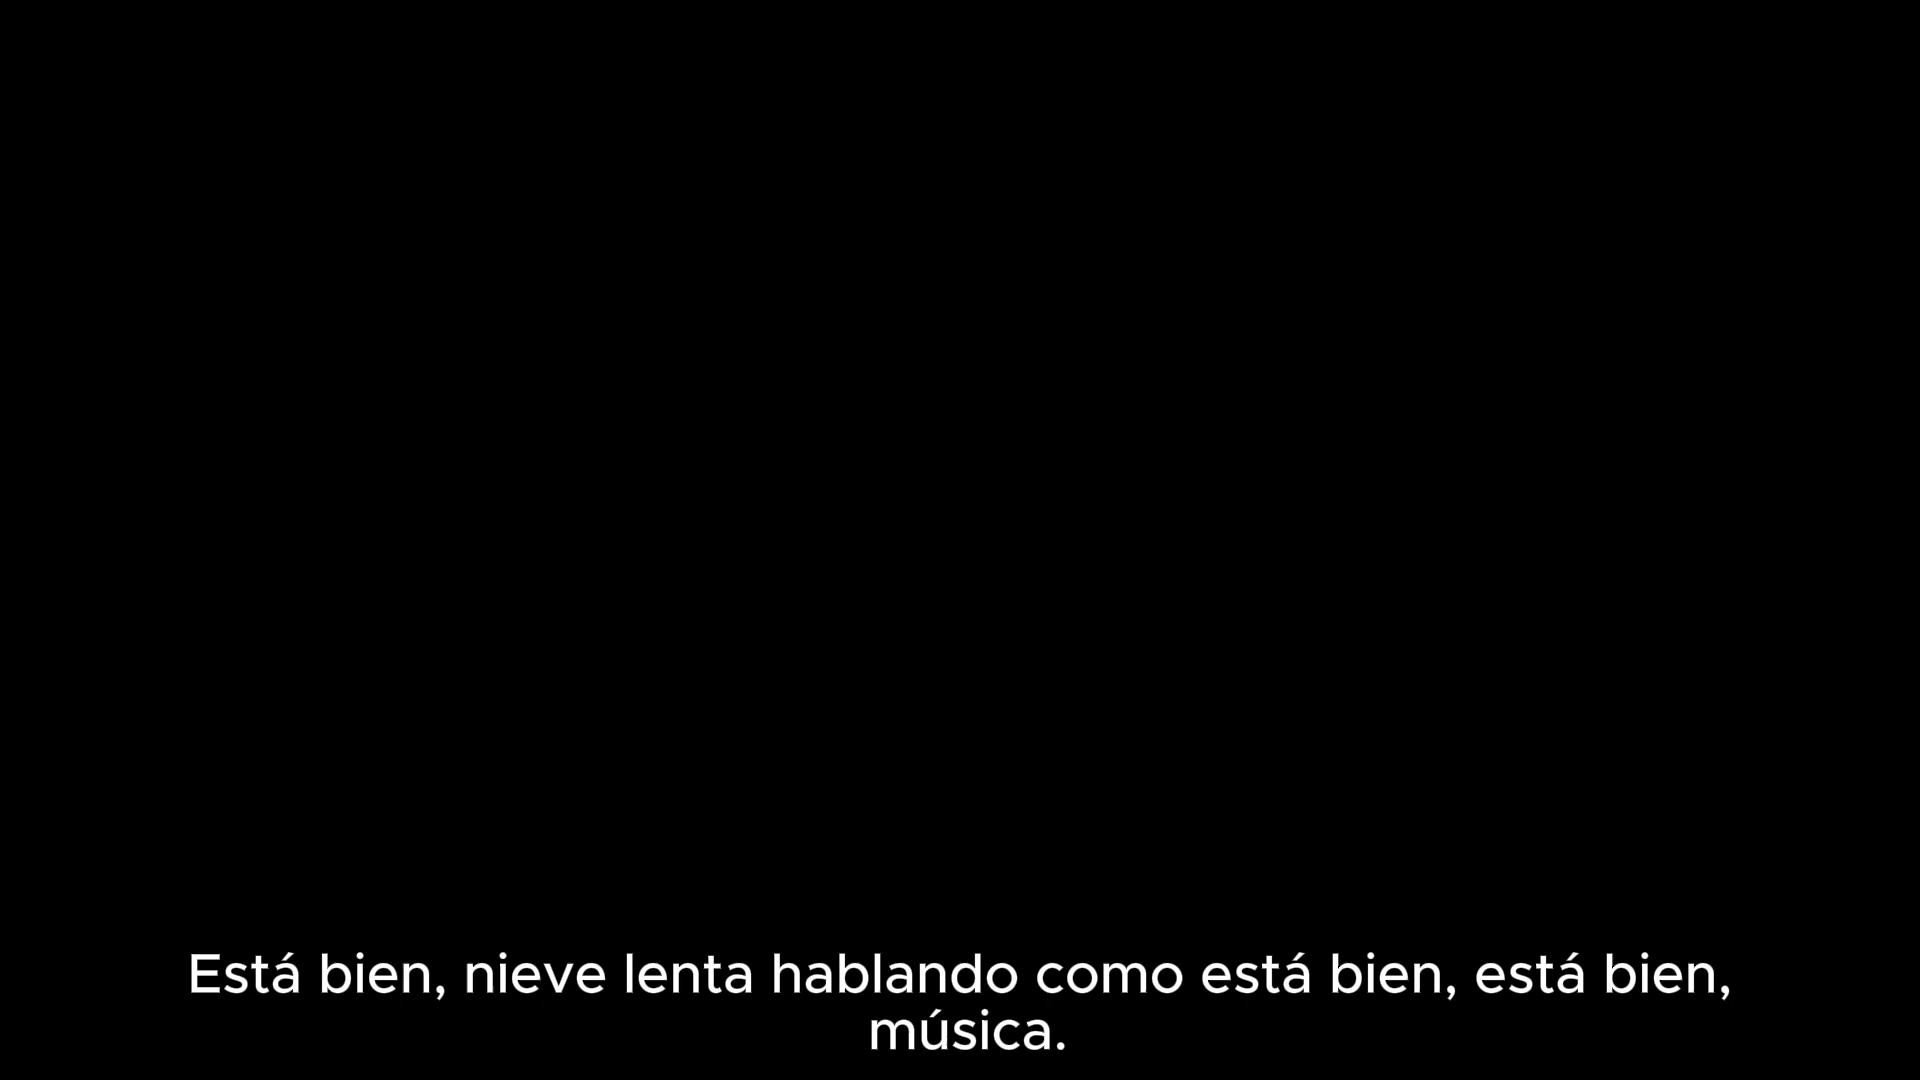 Está bien, nieve lenta hablando como está bien, está bien,
música.